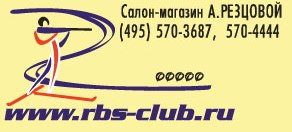 Салон-магазин А.РЕЗЦОВОЙ
(495) 570-3687, 570-4444
www.rbs-club.ru